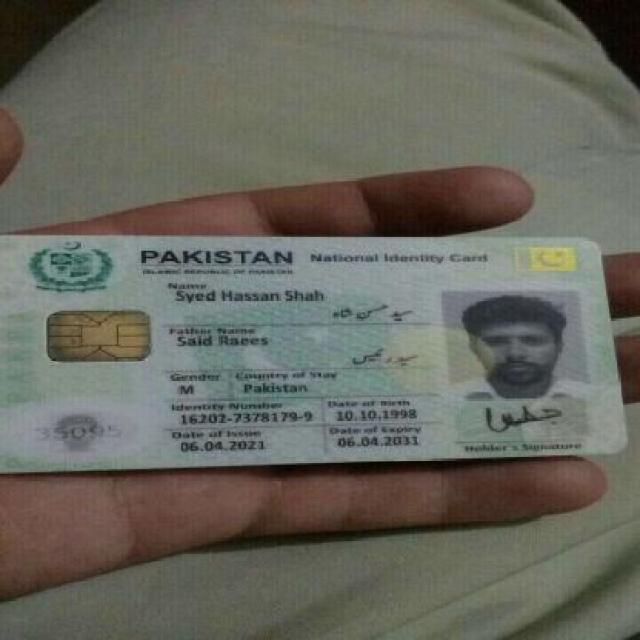 PAKISTAN National Identity Card
ISLAMIC REPUBLIC OF PAKISTAN
Name
Syed Hassan Shah
سید حسن شاہ
Father Name
Said Raees
سید رئیس
Gender Country of Stay
M Pakistan
Identity Number Date of Birth
16202-7378179-9 10.10.1998
Date of Issue Date of Expiry
06.04.2021 06.04.2031
Holder's Signature